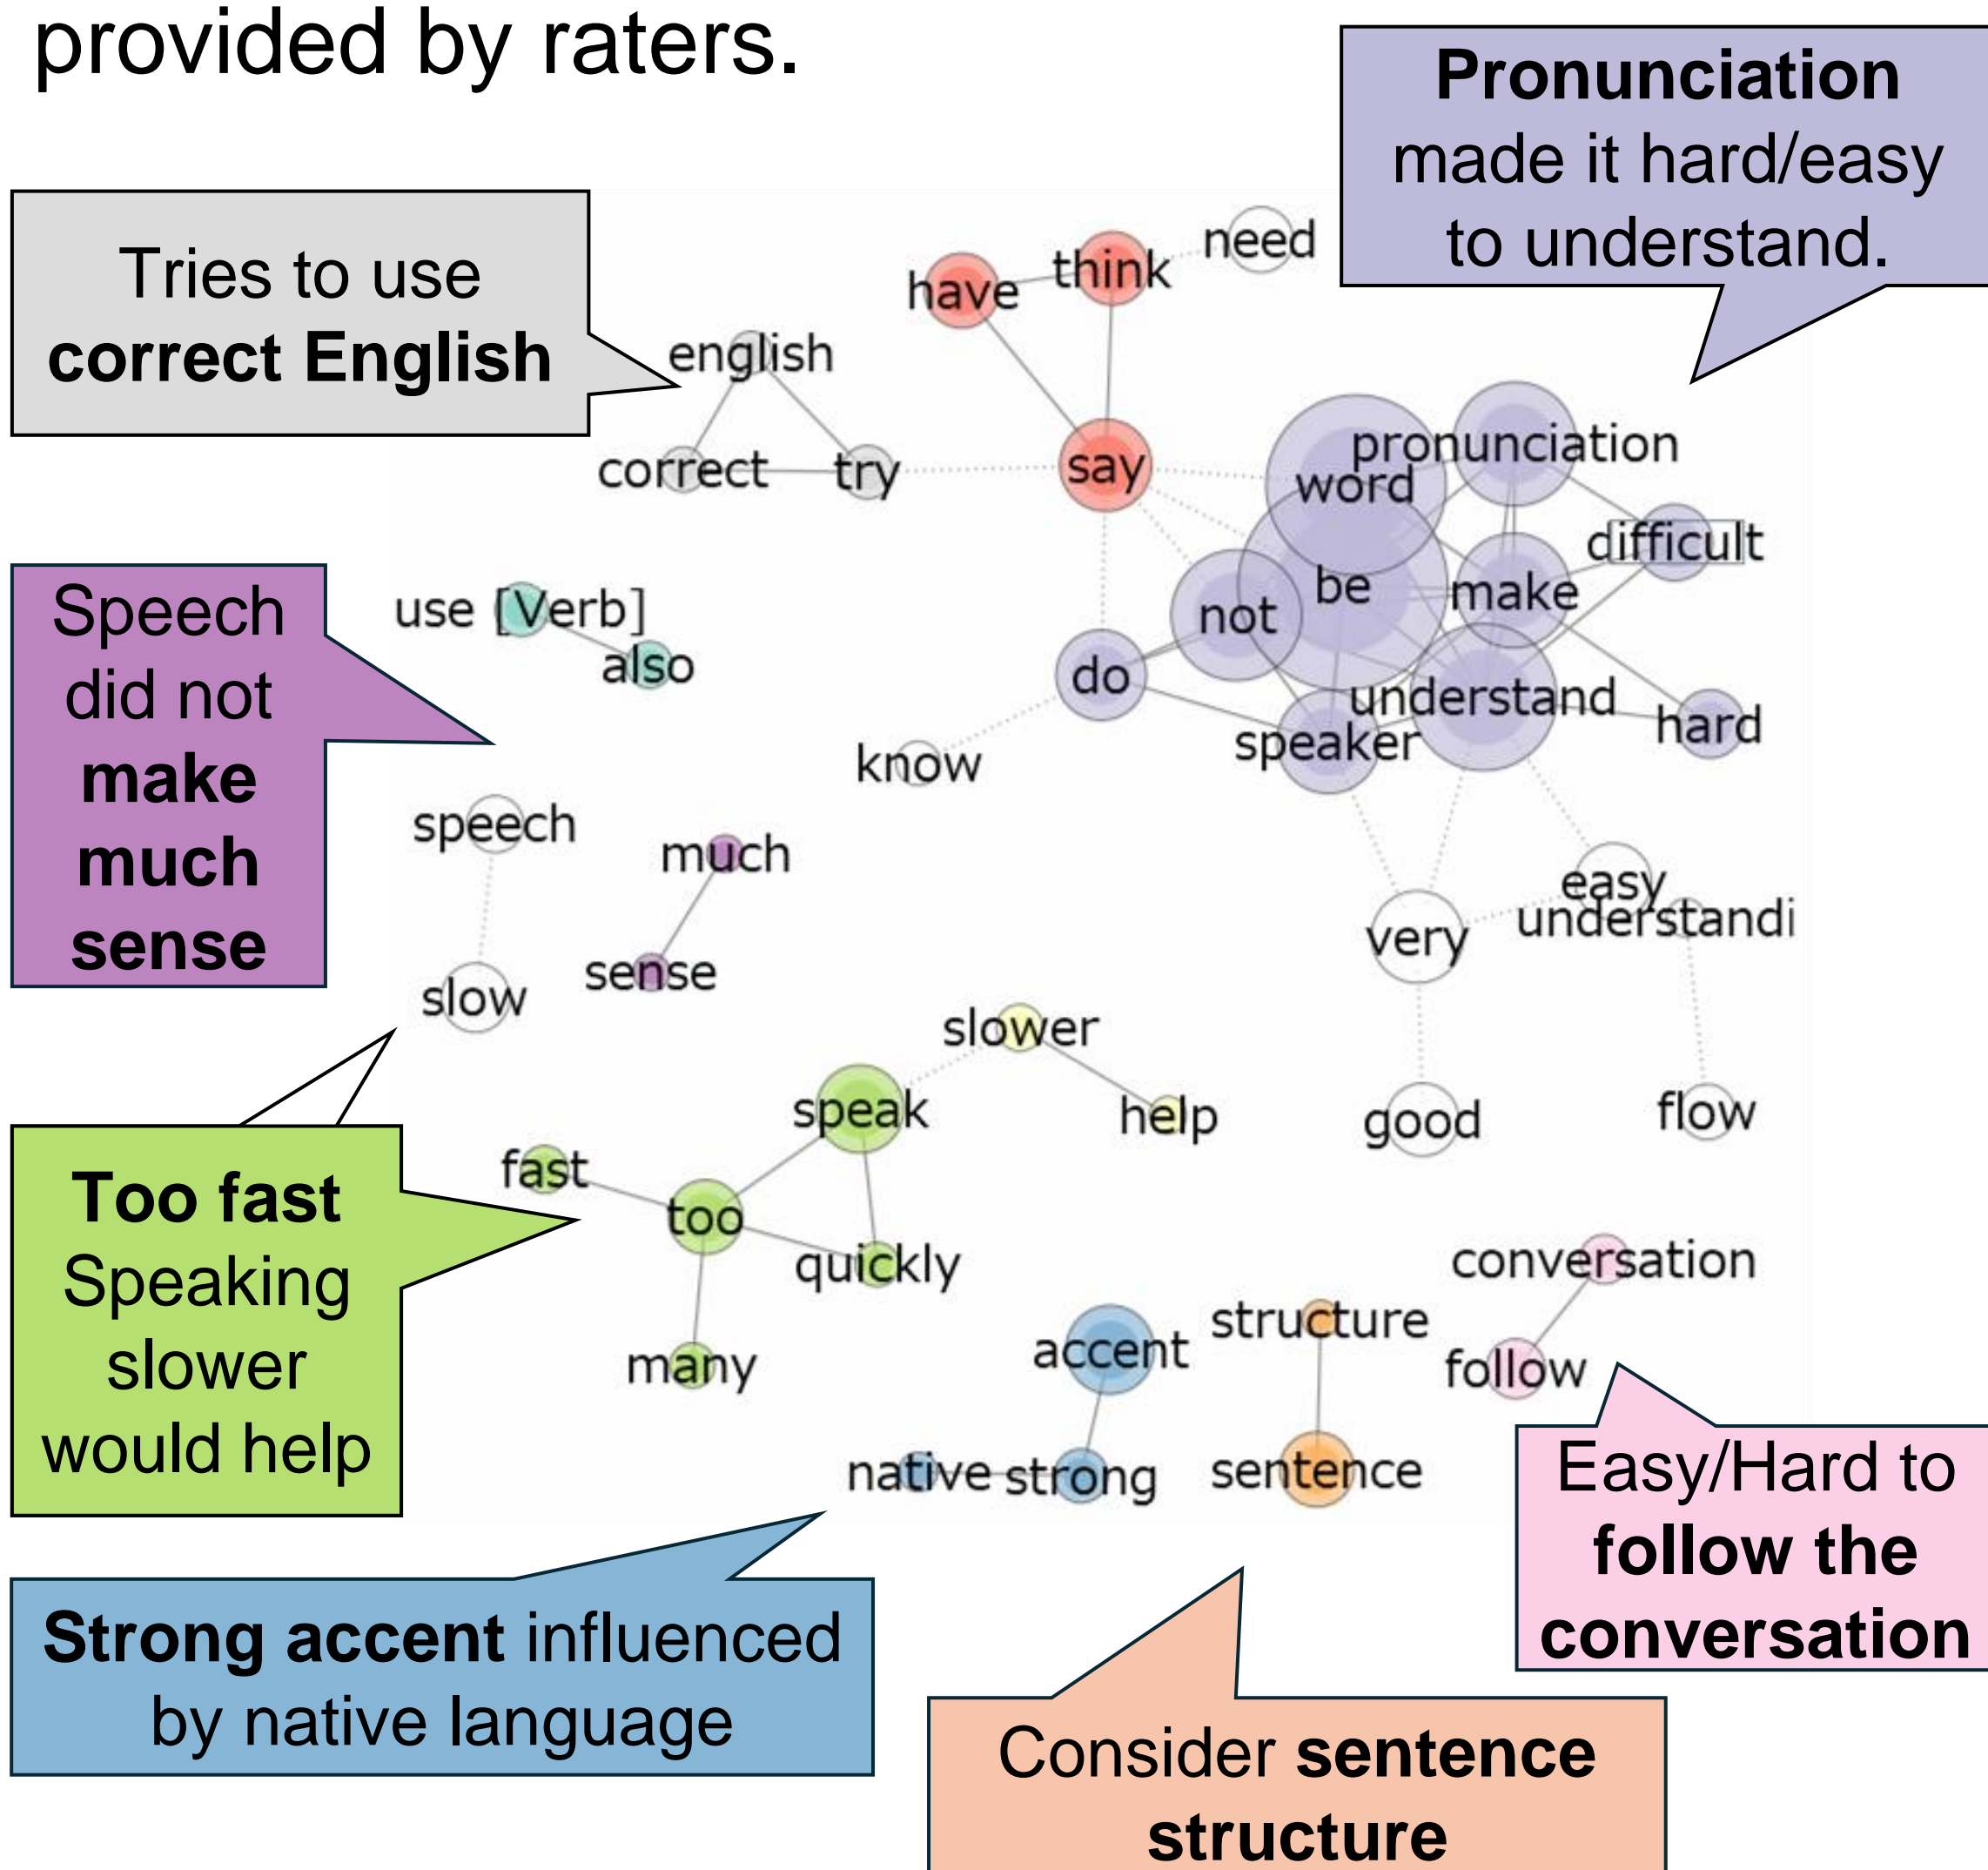 provided by raters.
Pronunciation
made it hard/easy
to understand.
Tries to use
correct English
need
think
have
english
correct
try
say
pronunciation
word
difficult
be
make
not
do
understand
speaker
hard
know
use [Verb]
also
Speech
did not
make
much
sense
speech
much
sense
slow
easy
understandi
very
good
flow
slower
speak
help
fast
too
quickly
many
Too fast
Speaking
slower
would help
conversation
follow
structure
sentence
accent
native
strong
Easy/Hard to
follow the
conversation
Strong accent influenced
by native language
Consider sentence
structure